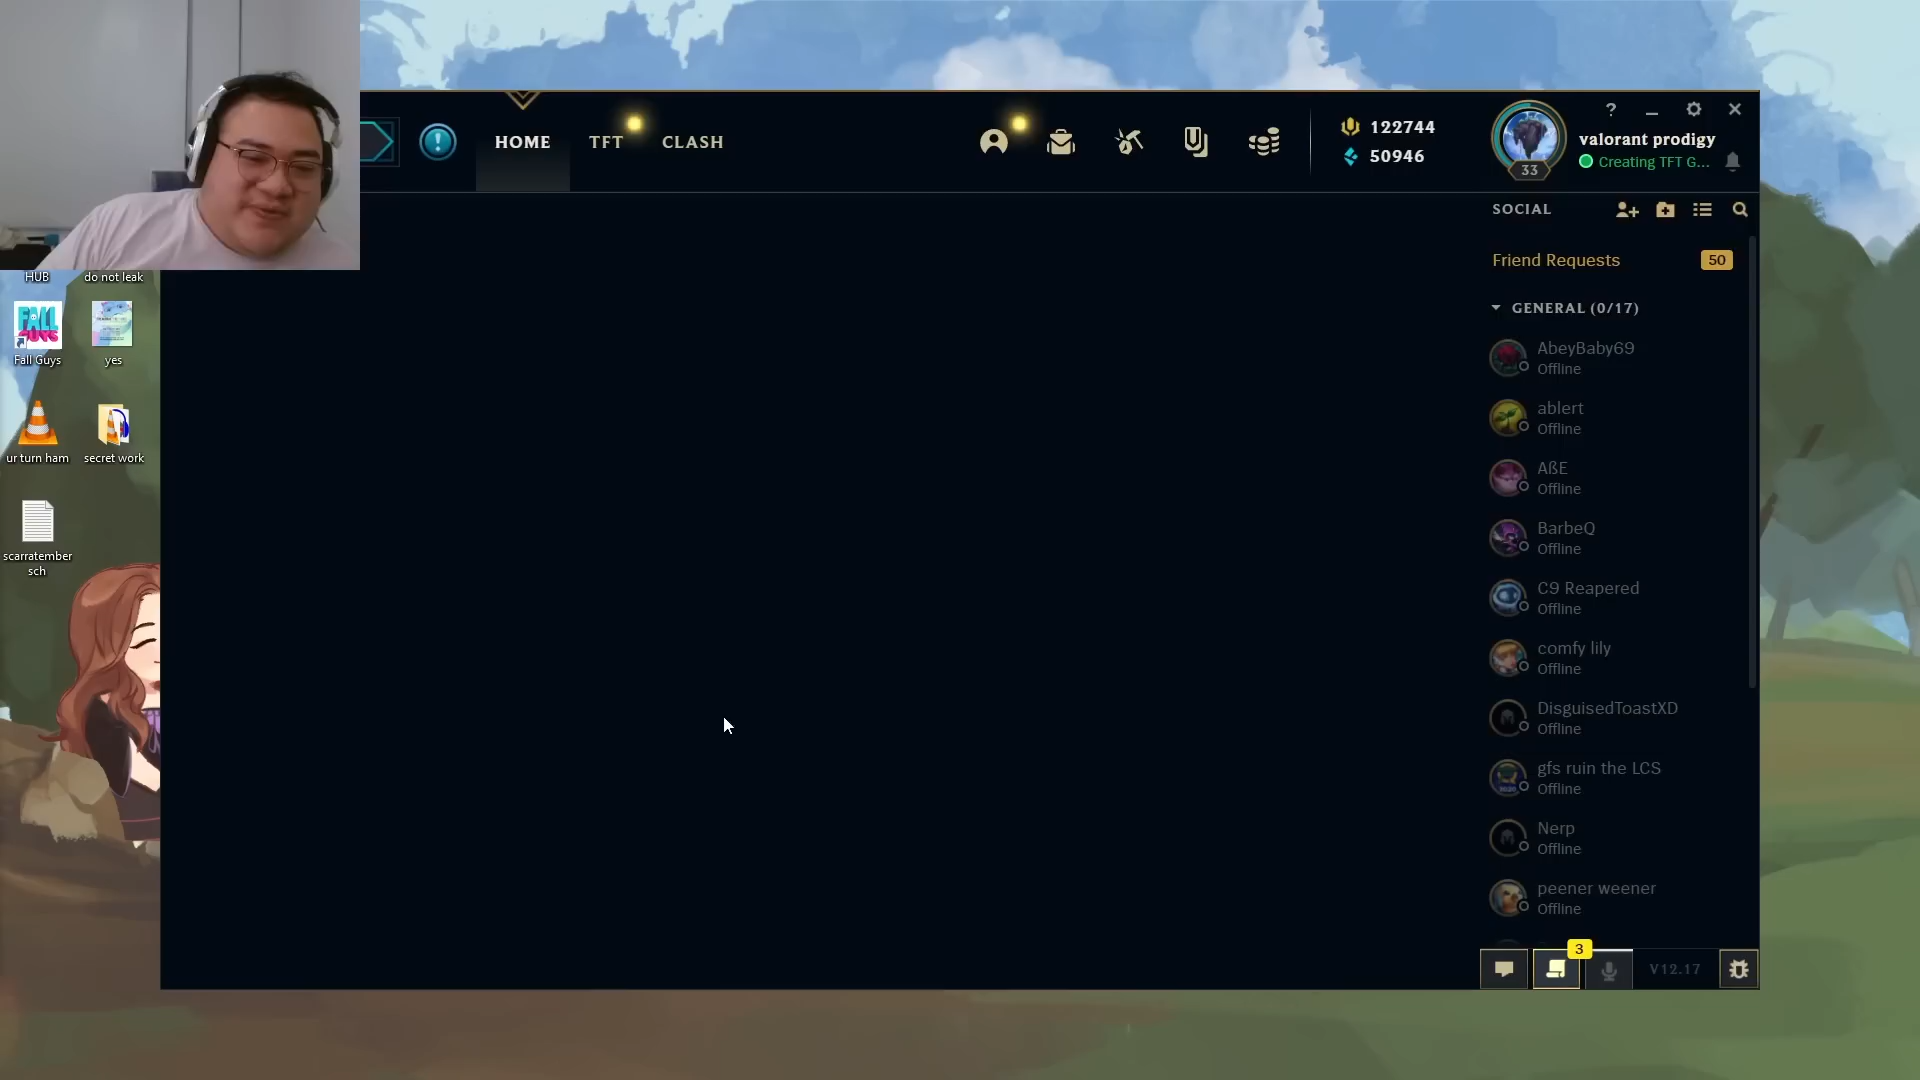 HOME
TFT
CLASH
122744
50946
33
?
valorant prodigy
Creating TFT G...
SOCIAL
Friend Requests
50
GENERAL (0/17)
AbeyBaby69
Offline
ablert
Offline
AßE
Offline
BarbeQ
Offline
C9 Reapered
Offline
comfy lily
Offline
DisguisedToastXD
Offline
gfs ruin the LCS
Offline
Nerp
Offline
peener weener
Offline
3
V12.17
HUB
do not leak
FALL
GUYS
Fall Guys
yes
ur turn ham
secret work
scarratember
sch